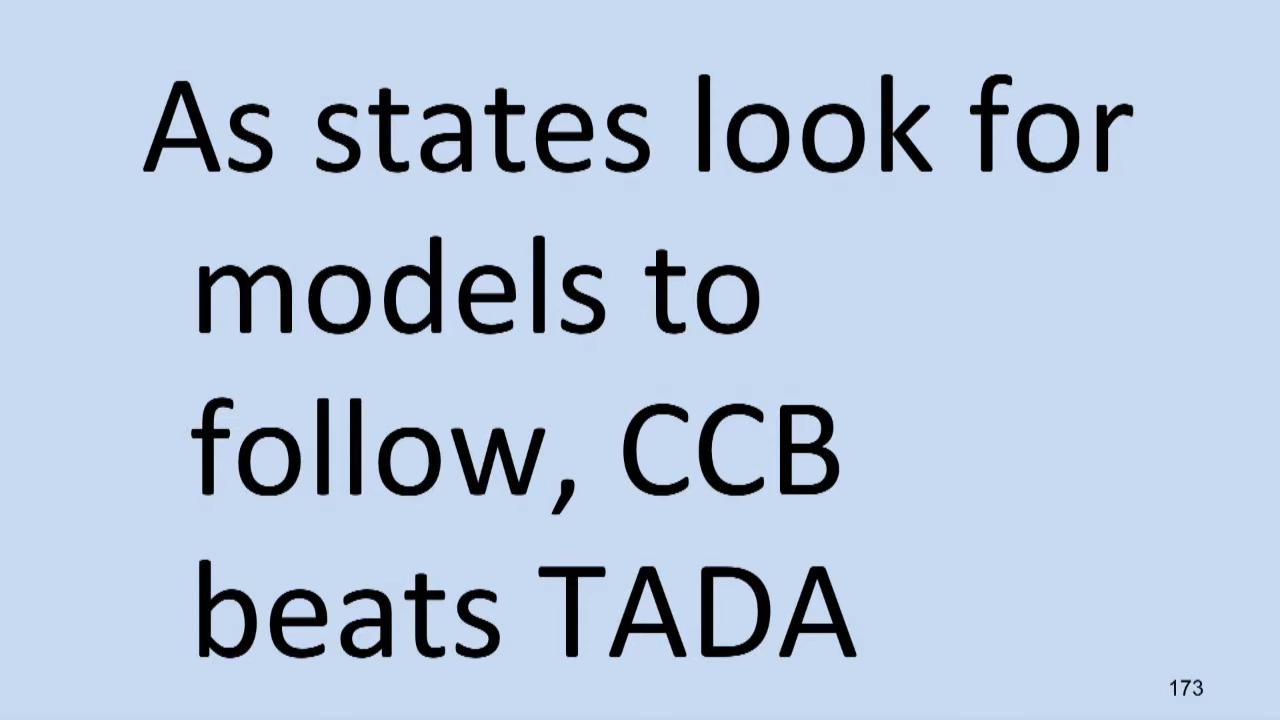 As states look for
models to
follow, CCB
beats TADA
173